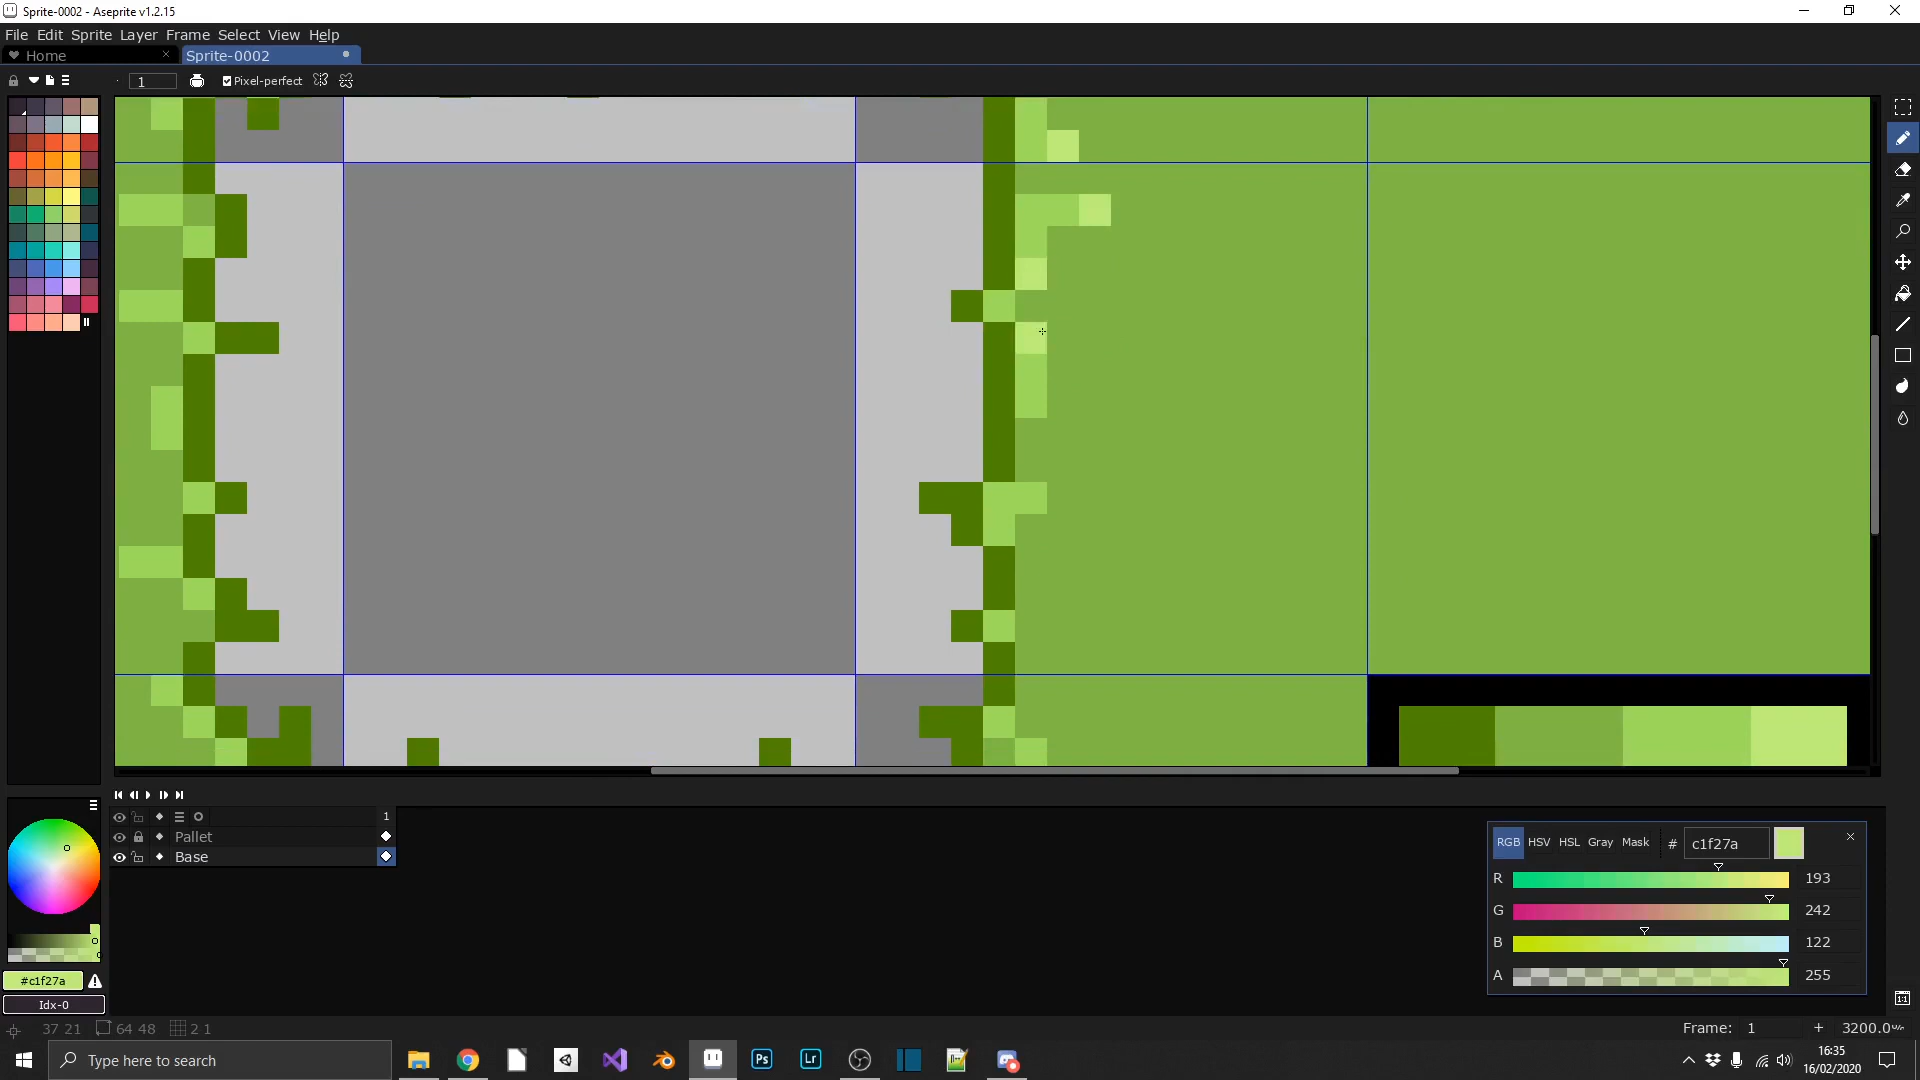 Sprite-0002 - Aseprite v1.2.15
File Edit Sprite Layer Frame Select View Help
Home
Sprite-0002
1
Pixel-perfect
1
Pallet
Base
RGB HSV HSL Gray Mask # c1f27a
R 193
G 242
B 122
A 255
#c1f27a
Idx-0
37 21 64 48 2 1
Frame: 1 + 3200.0
Type here to search
Ps
Lr
16:35
16/02/2020